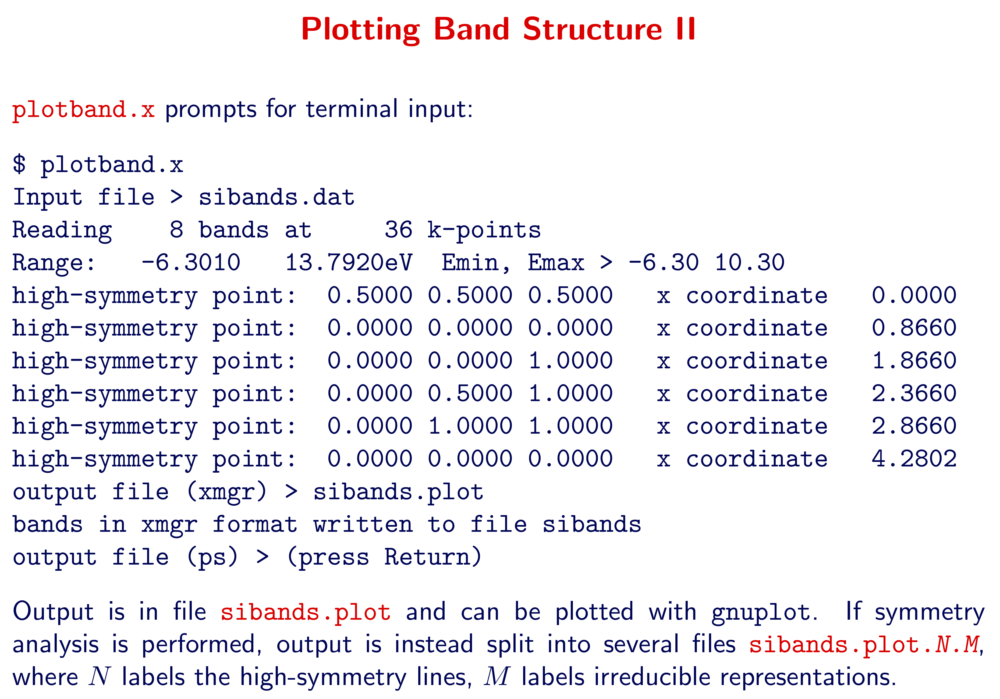 Plotting Band Structure II
plotband.x prompts for terminal input:
$ plotband.x
Input file > sibands.dat
Reading    8 bands at     36 k-points
Range:   -6.3010   13.7920eV  Emin, Emax > -6.30 10.30
high-symmetry point:  0.5000 0.5000 0.5000   x coordinate   0.0000
high-symmetry point:  0.0000 0.0000 0.0000   x coordinate   0.8660
high-symmetry point:  0.0000 0.0000 1.0000   x coordinate   1.8660
high-symmetry point:  0.0000 0.5000 1.0000   x coordinate   2.3660
high-symmetry point:  0.0000 1.0000 1.0000   x coordinate   2.8660
high-symmetry point:  0.0000 0.0000 0.0000   x coordinate   4.2802
output file (xmgr) > sibands.plot
bands in xmgr format written to file sibands
output file (ps) > (press Return)
Output is in file sibands.plot and can be plotted with gnuplot. If symmetry
analysis is performed, output is instead split into several files sibands.plot.N.M,
where N labels the high-symmetry lines, M labels irreducible representations.